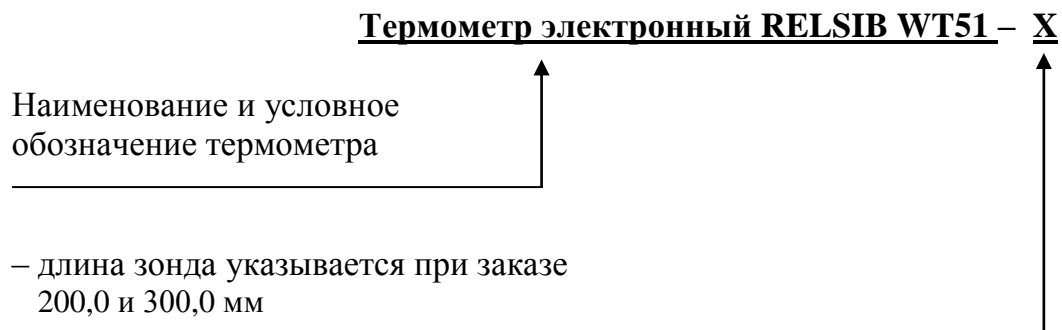 Термометр электронный RELSIB WT51 – X
Наименование и условное
обозначение термометра
– длина зонда указывается при заказе
200,0 и 300,0 мм